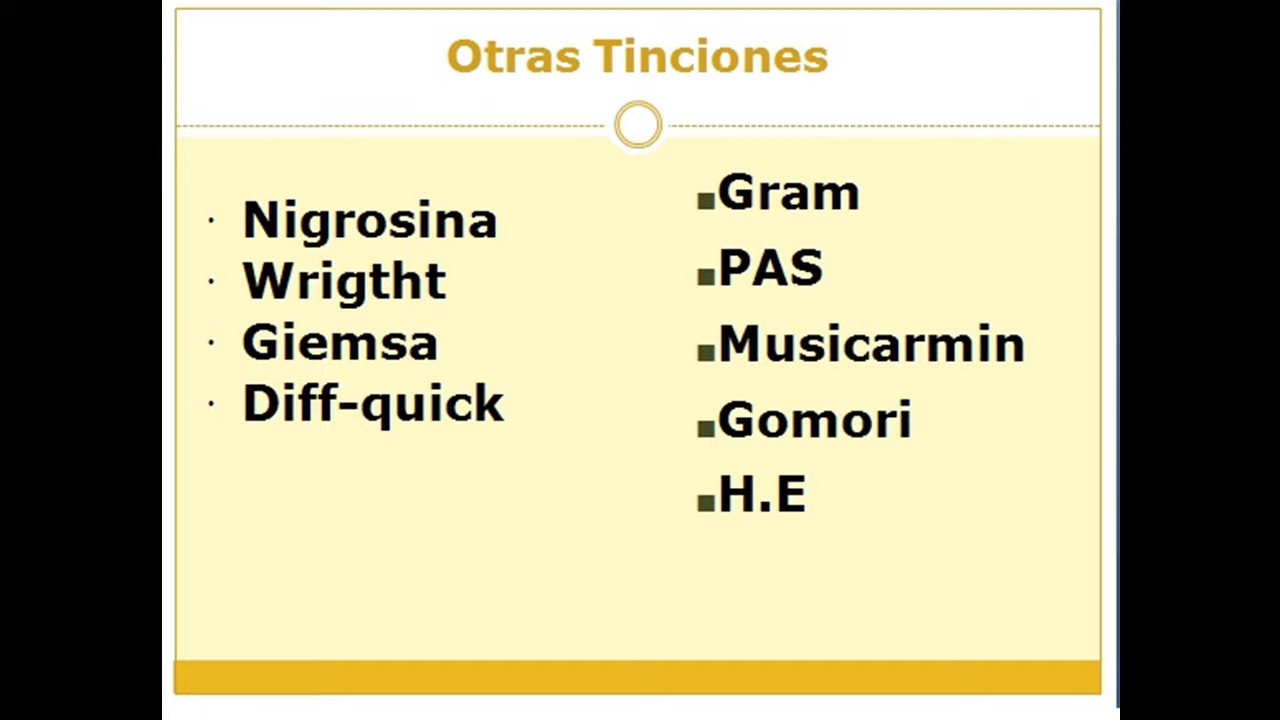 Otras Tinciones
· Nigrosina
· Wrigtht
· Giemsa
· Diff-quick
■Gram
■PAS
■Musicarmin
■Gomori
■H.E